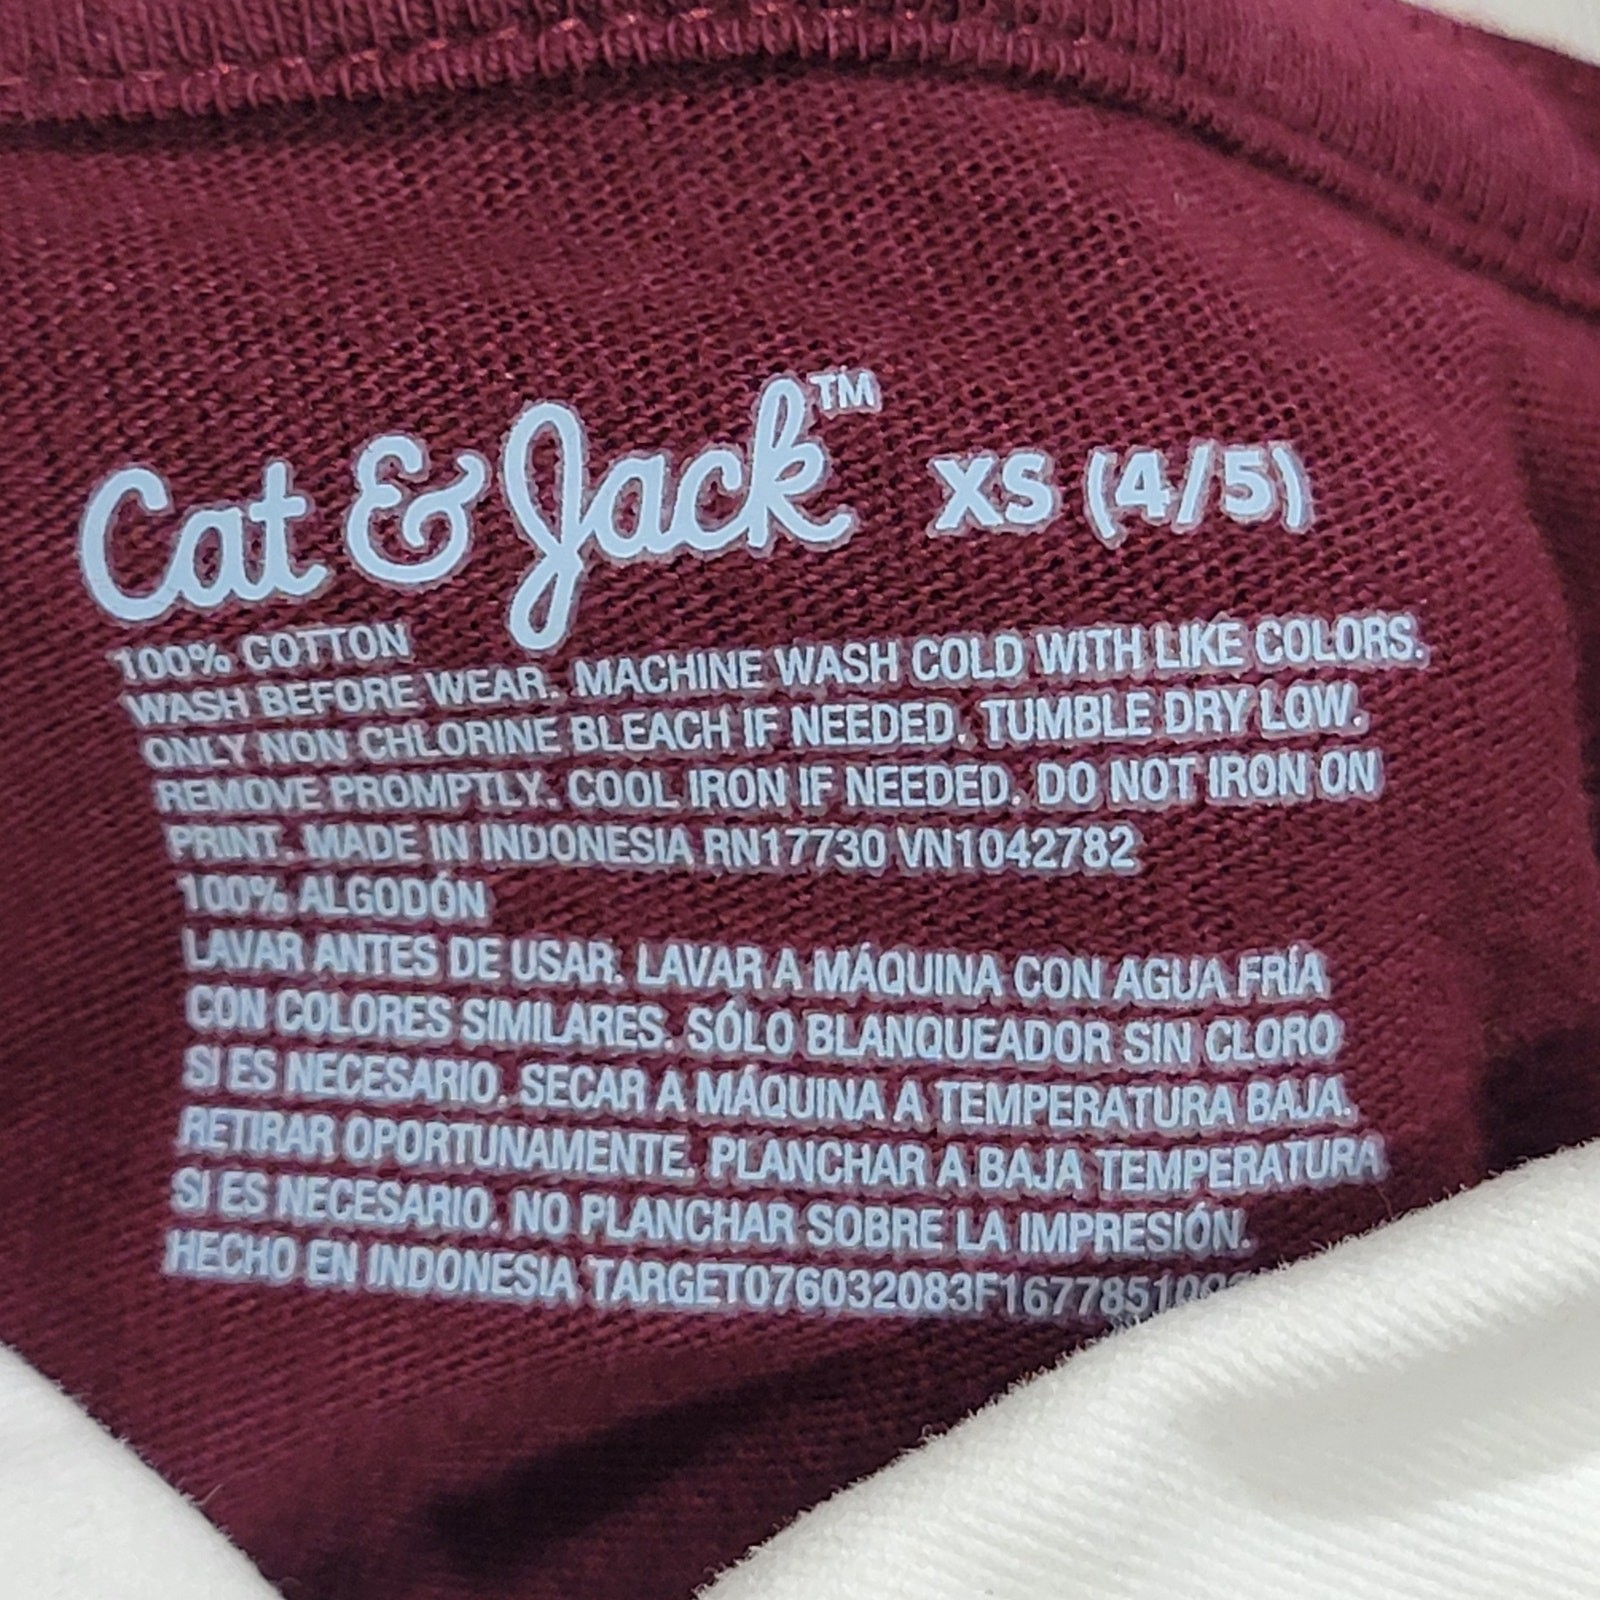 Cat & Jack™ XS (4/5)
100% COTTON
WASH BEFORE WEAR. MACHINE WASH COLD WITH LIKE COLORS.
ONLY NON CHLORINE BLEACH IF NEEDED. TUMBLE DRY LOW.
REMOVE PROMPTLY. COOL IRON IF NEEDED. DO NOT IRON ON
PRINT. MADE IN INDONESIA RN17730 VN1042782
100% ALGODÓN
LAVAR ANTES DE USAR. LAVAR A MÁQUINA CON AGUA FRÍA
CON COLORES SIMILARES. SÓLO BLANQUEADOR SIN CLORO
SI ES NECESARIO. SECAR A MÁQUINA A TEMPERATURA BAJA.
RETIRAR OPORTUNAMENTE. PLANCHAR A BAJA TEMPERATURA
SI ES NECESARIO. NO PLANCHAR SOBRE LA IMPRESIÓN.
HECHO EN INDONESIA